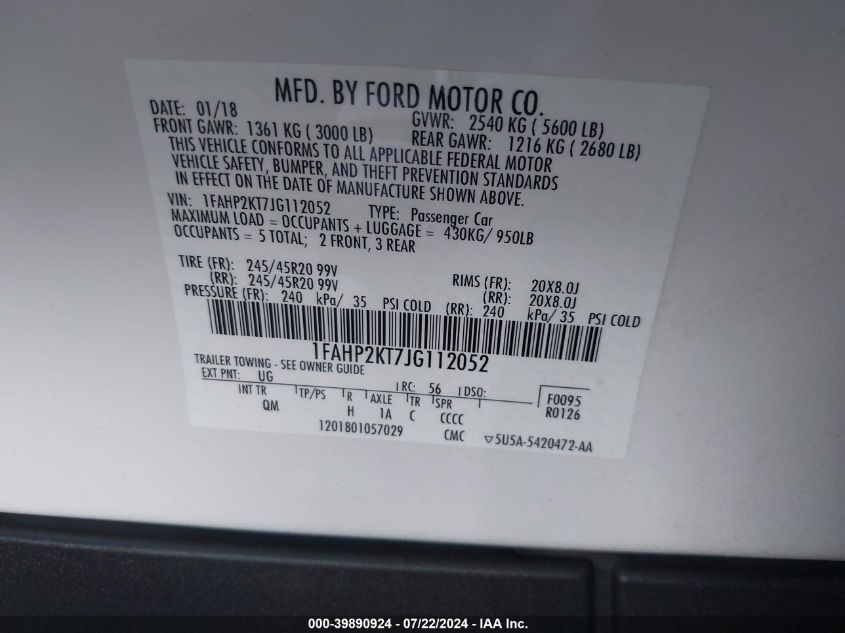 MFD. BY FORD MOTOR CO.
DATE: 01/18 GVWR: 2540 KG ( 5600 LB)
FRONT GAWR: 1361 KG ( 3000 LB) REAR GAWR: 1216 KG ( 2680 LB)
THIS VEHICLE CONFORMS TO ALL APPLICABLE FEDERAL MOTOR
VEHICLE SAFETY, BUMPER, AND THEFT PREVENTION STANDARDS
IN EFFECT ON THE DATE OF MANUFACTURE SHOWN ABOVE.
VIN: 1FAHP2KT7JG112052 TYPE: Passenger Car
MAXIMUM LOAD = OCCUPANTS + LUGGAGE = 430KG/ 950LB
OCCUPANTS = 5 TOTAL; 2 FRONT, 3 REAR
TIRE (FR): 245/45R20 99V RIMS (FR): 20X8.0J
(RR): 245/45R20 99V (RR): 20X8.0J
PRESSURE (FR): 240 kPa/ 35 PSI COLD (RR): 240 kPa/ 35 PSI COLD
1FAHP2KT7JG112052
TRAILER TOWING - SEE OWNER GUIDE
EXT PNT: UG RC: 56 DSO: F0095
INT TR TP/PS R AXLE TR SPR R0126
QM H 1A C CCCC
1201801057029 CMC ▽5U5A-5420472-AA
000-39890924 - 07/22/2024 - IAA Inc.